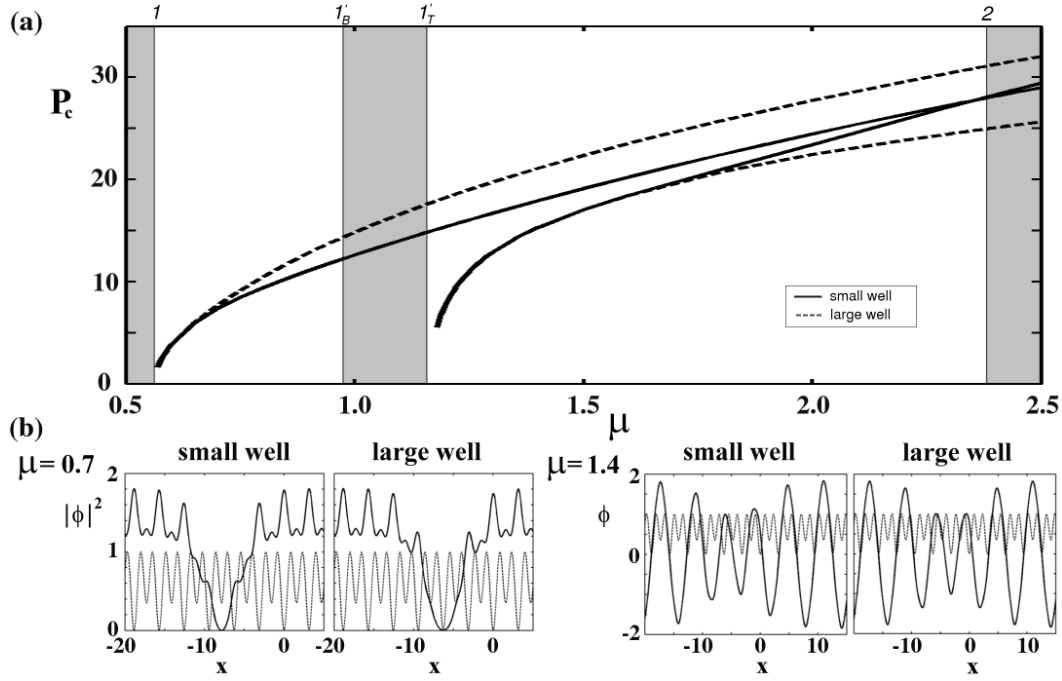 (a)
1 1'B 1'T 2
Pc
30
20
10
0
small well
large well
0.5 1.0 1.5 2.0 2.5
μ
(b)
small well large well small well large well
μ= 0.7 μ= 1.4
2 2
|ϕ|² ϕ
1 0
0 -2
-20 -10 0 -20 -10 0 -10 0 10 -10 0 10
x x x x